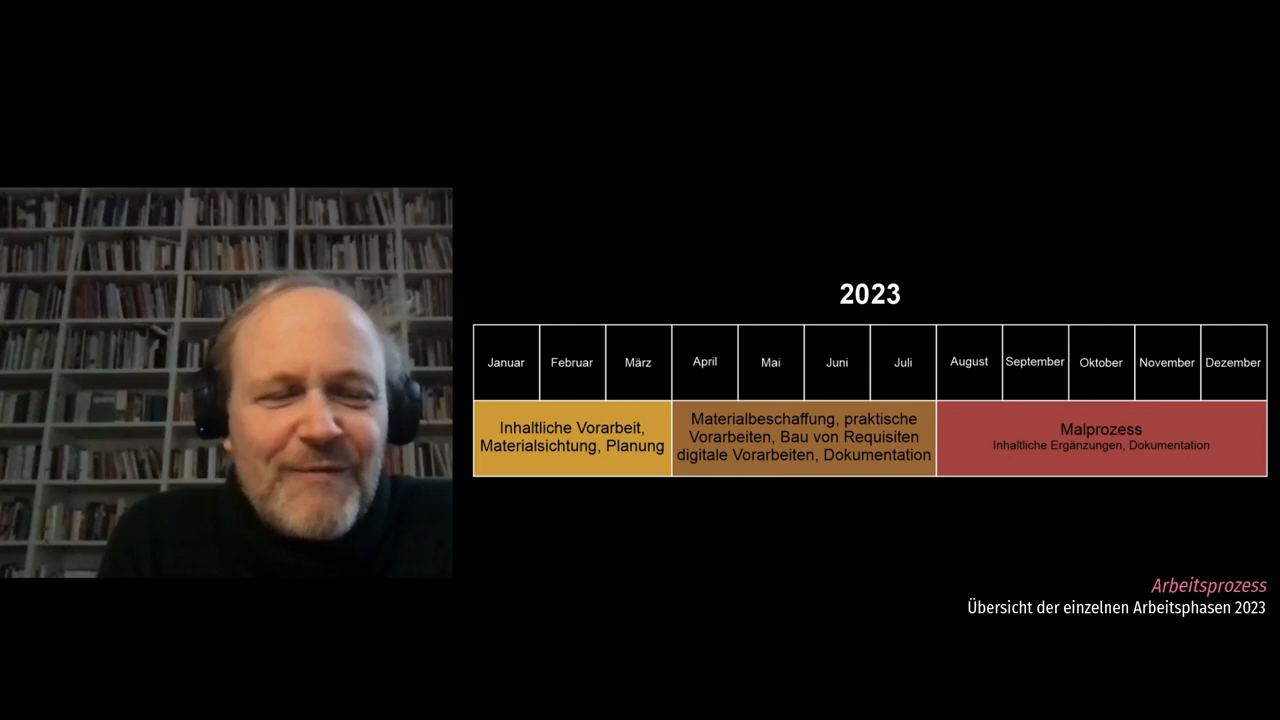 2023
Januar
Februar
März
April
Mai
Juni
Juli
August
September
Oktober
November
Dezember
Inhaltliche Vorarbeit,
Materialsichtung, Planung
Materialbeschaffung, praktische
Vorarbeiten, Bau von Requisiten
digitale Vorarbeiten, Dokumentation
Malprozess
Inhaltliche Ergänzungen, Dokumentation
Arbeitsprozess
Übersicht der einzelnen Arbeitsphasen 2023